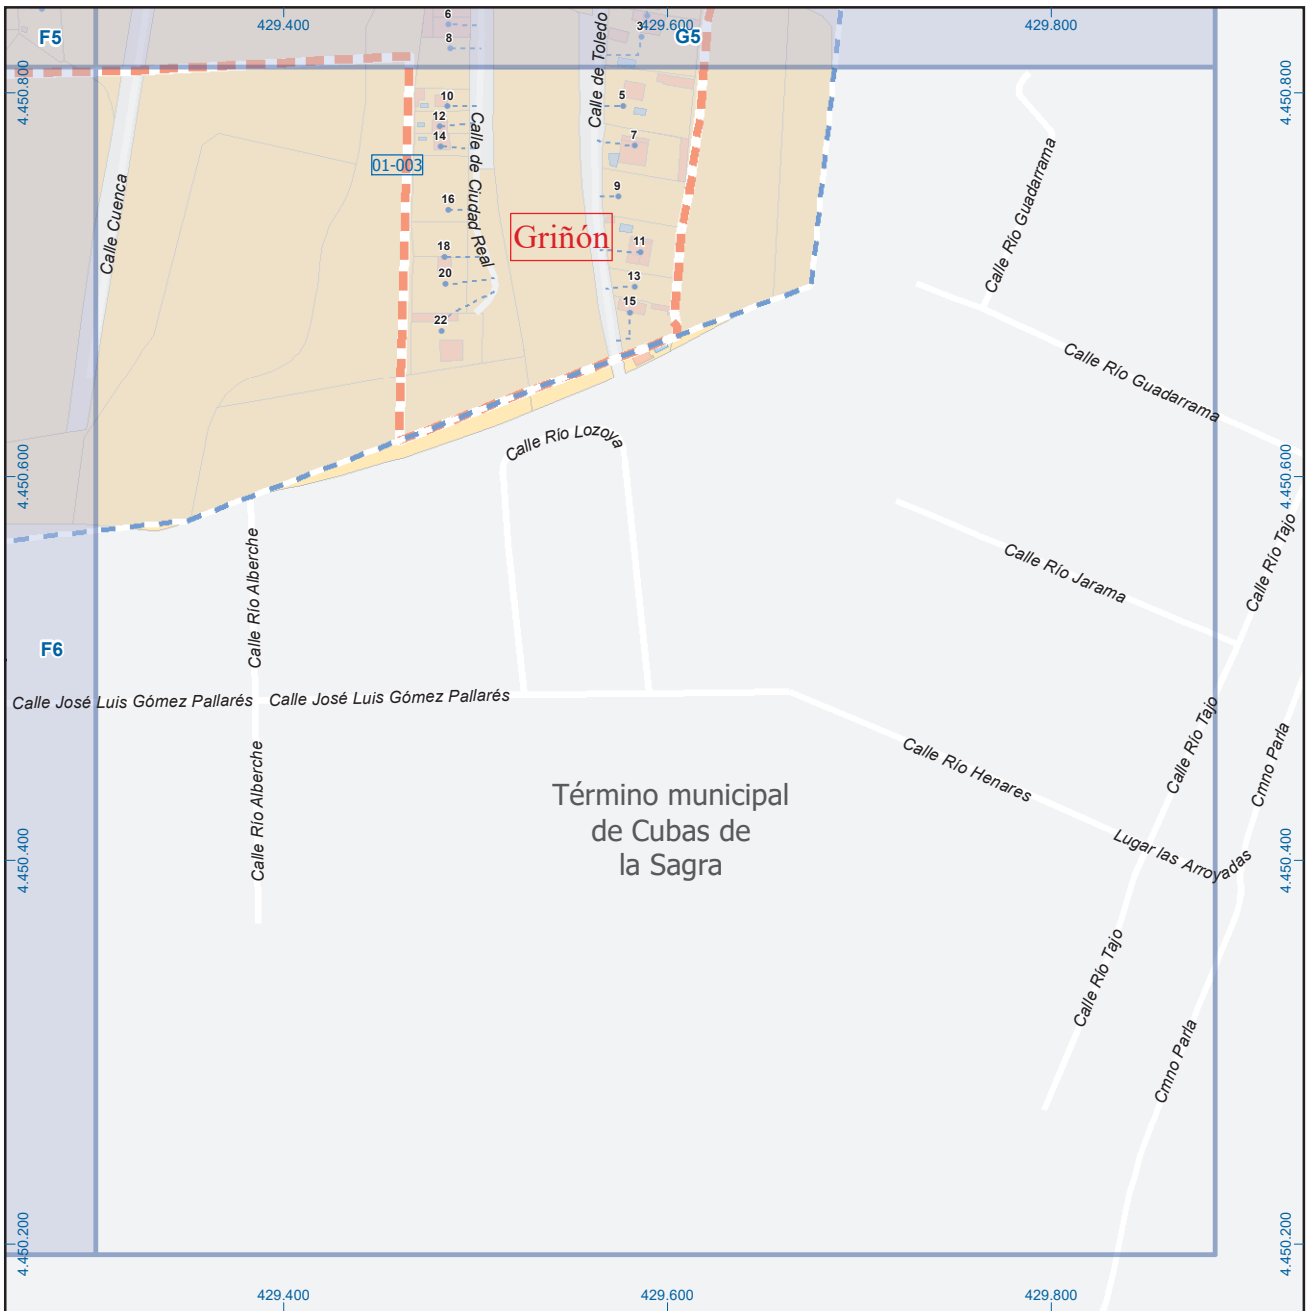 429.400
429.600
429.800
F5
G5
6
8
3
4.450.800
4.450.800
Calle de Toledo
10
12
14
5
7
01-003
Calle Cuenca
Calle de Ciudad Real
16
9
Griñón
18
20
22
11
13
15
Calle Río Guadarrama
Calle Río Guadarrama
Calle Río Lozoya
4.450.600
4.450.600
Calle Río Alberche
Calle Río Jarama
Calle Río Tajo
F6
Calle José Luis Gómez Pallarés
Calle José Luis Gómez Pallarés
Calle Río Tajo
Cmno Parla
Calle Río Henares
Calle Río Alberche
Término municipal
de Cubas de
la Sagra
Lugar las Arroyadas
4.450.400
4.450.400
Calle Río Tajo
Cmno Parla
4.450.200
4.450.200
429.400
429.600
429.800